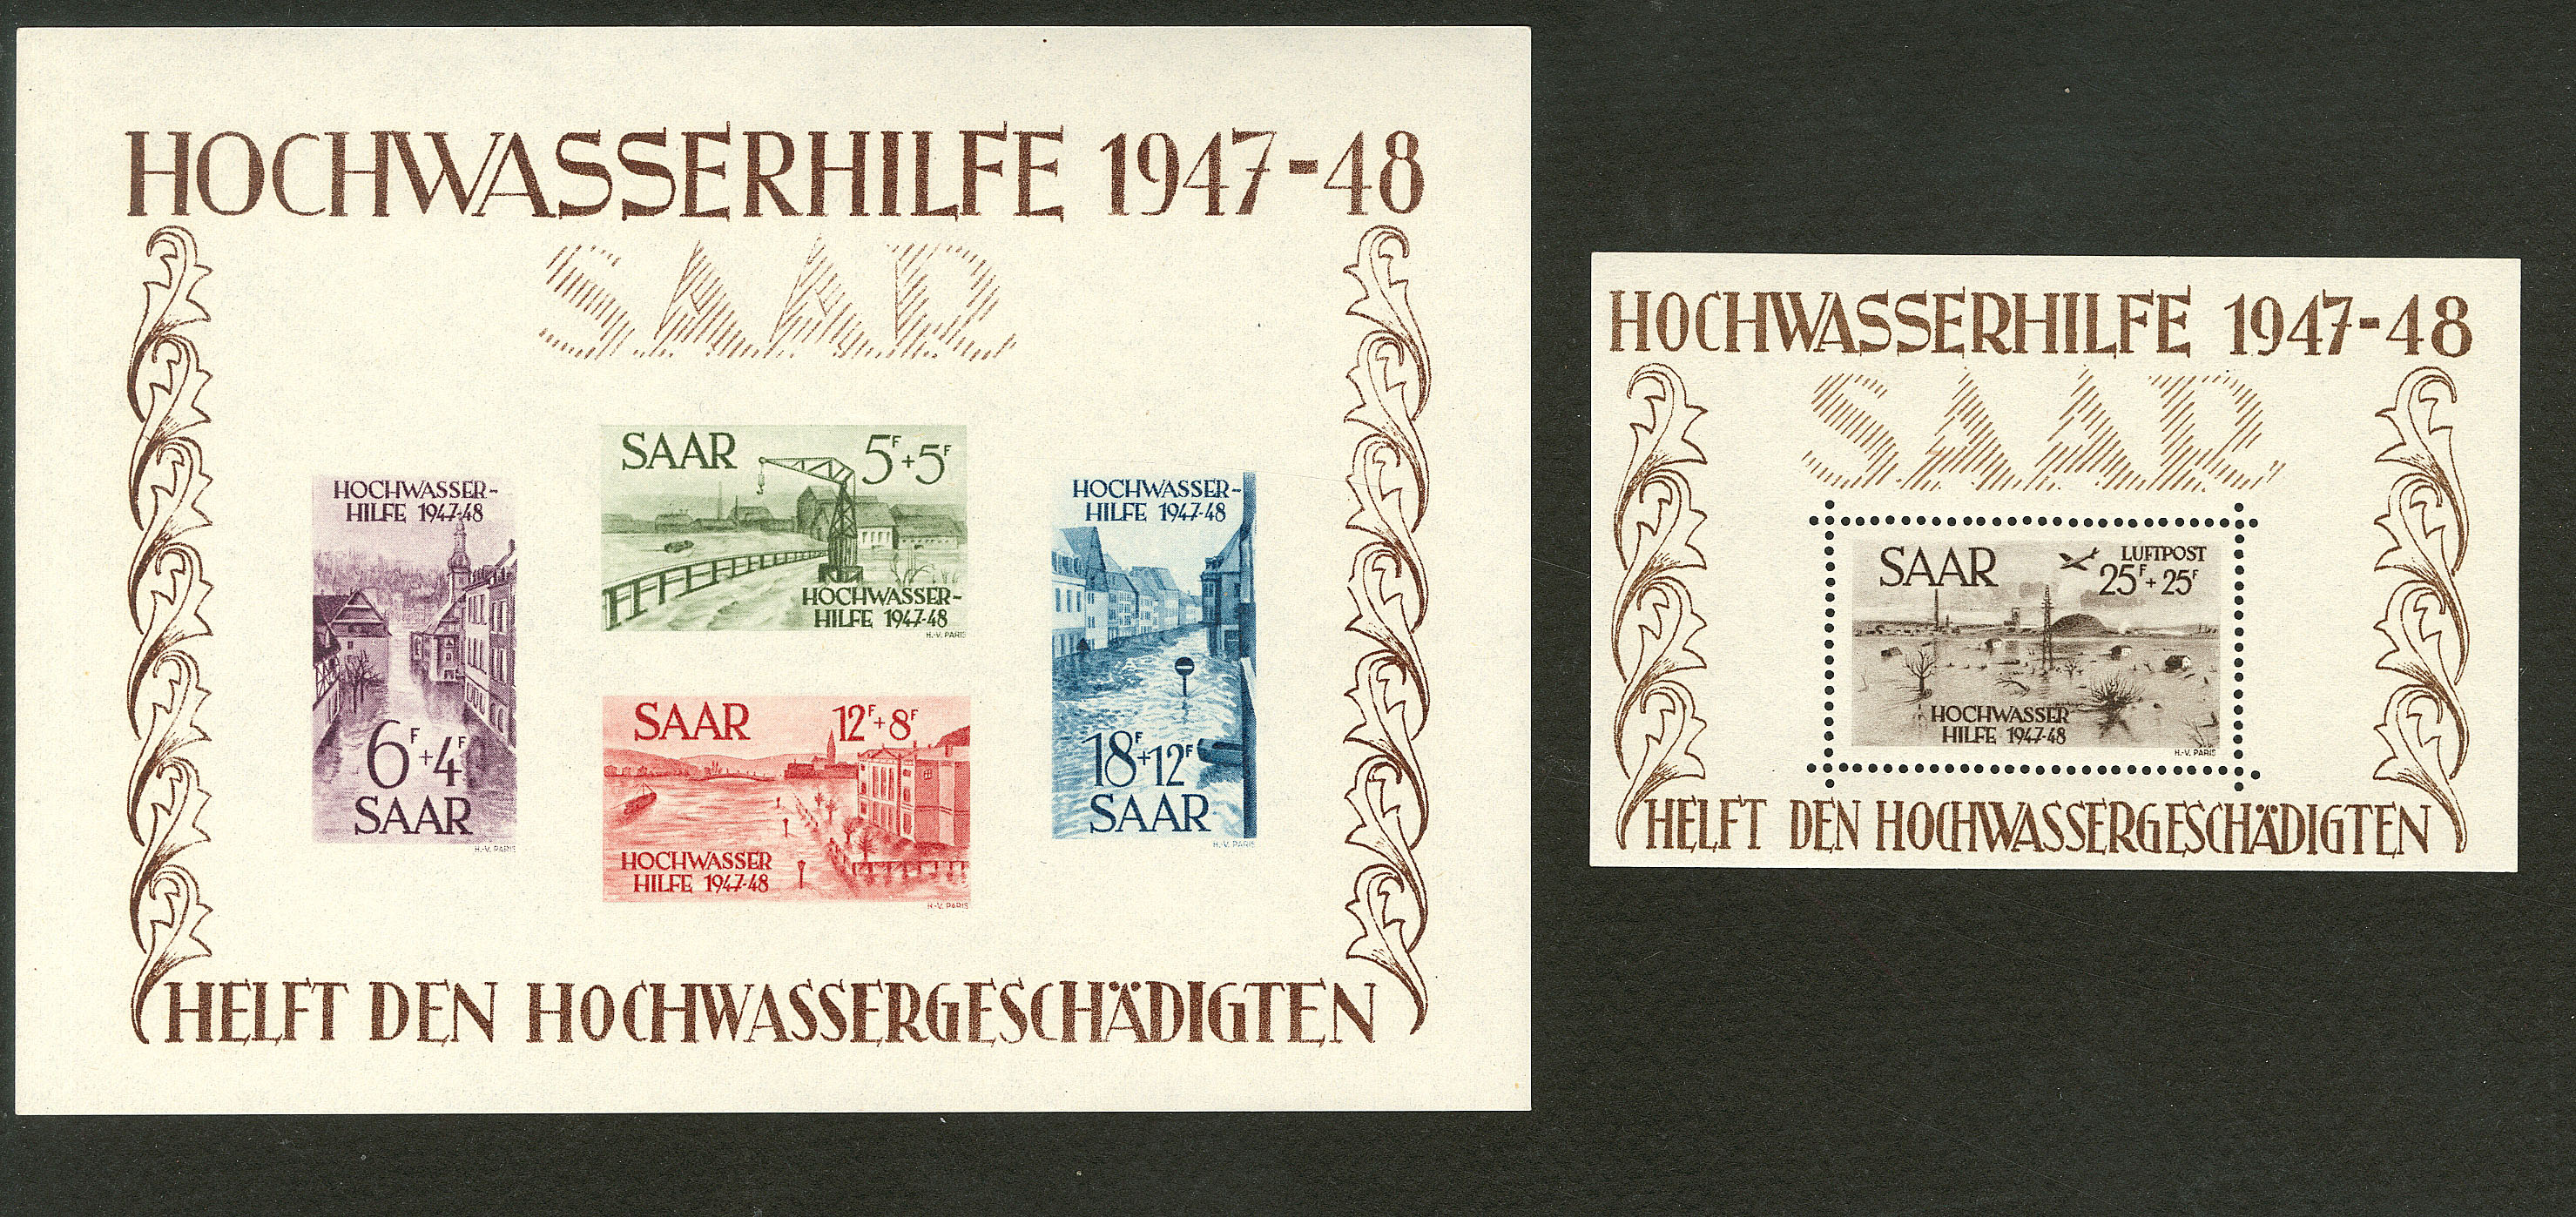 HOCHWASSERHILFE 1947-48
SAAR
HOCHWASSER-
HILFE 1947-48
6F+4F
SAAR
H.-V. PARIS
SAAR 5F+5F
HOCHWASSER-
HILFE 1947-48
H.-V. PARIS
SAAR 12F+8F
HOCHWASSER
HILFE 1947-48
H.-V. PARIS
HOCHWASSER-
HILFE 1947-48
18F+12F
SAAR
H.-V. PARIS
HELFT DEN HOCHWASSERGESCHÄDIGTEN
HOCHWASSERHILFE 1947-48
SAAR
SAAR LUFTPOST
25F+25F
HOCHWASSER
HILFE 1947-48
H.-V. PARIS
HELFT DEN HOCHWASSERGESCHÄDIGTEN